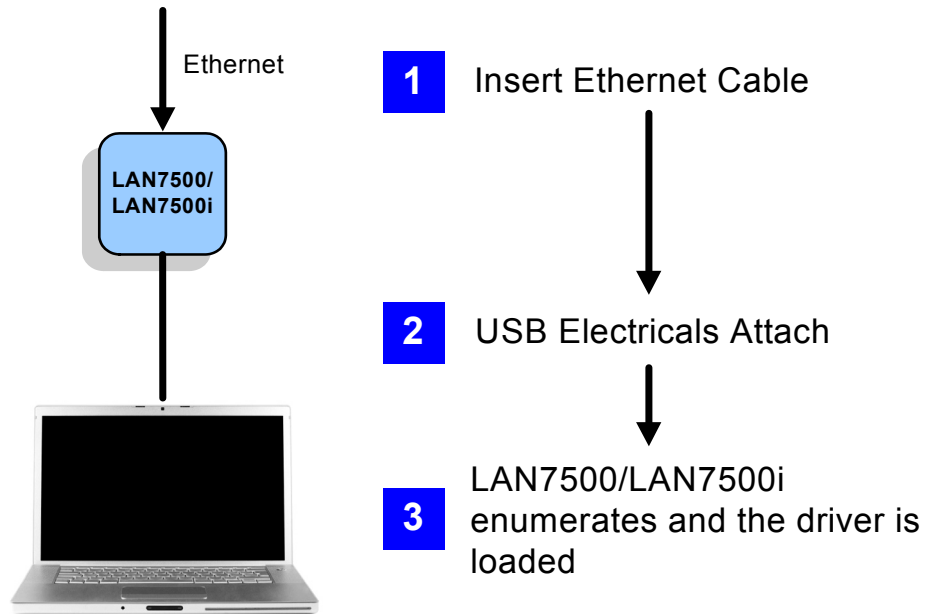 Ethernet
LAN7500/
LAN7500i
1 Insert Ethernet Cable
2 USB Electricals Attach
3 LAN7500/LAN7500i
enumerates and the driver is
loaded